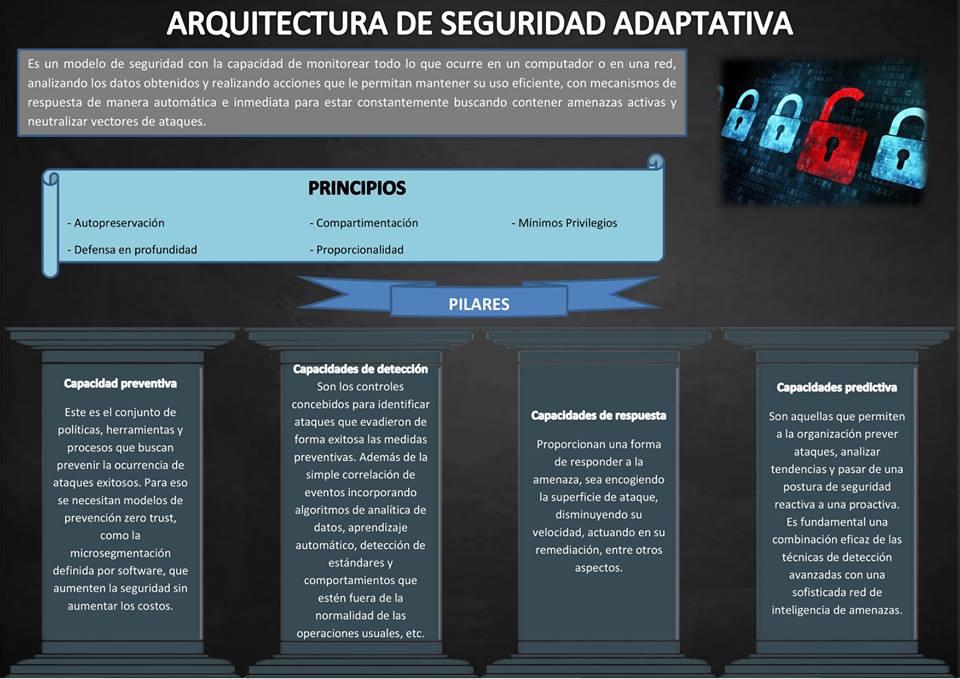 ARQUITECTURA DE SEGURIDAD ADAPTATIVA
Es un modelo de seguridad con la capacidad de monitorear todo lo que ocurre en un computador o en una red,
analizando los datos obtenidos y realizando acciones que le permitan mantener su uso eficiente, con mecanismos de
respuesta de manera automática e inmediata para estar constantemente buscando contener amenazas activas y
neutralizar vectores de ataques.
PRINCIPIOS
- Autopreservación
- Compartimentación
- Mínimos Privilegios
- Defensa en profundidad
- Proporcionalidad
PILARES
Capacidad preventiva
Este es el conjunto de
políticas, herramientas y
procesos que buscan
prevenir la ocurrencia de
ataques exitosos. Para eso
se necesitan modelos de
prevención zero trust,
como la
microsegmentación
definida por software, que
aumenten la seguridad sin
aumentar los costos.
Capacidades de detección
Son los controles
concebidos para identificar
ataques que evadieron de
forma exitosa las medidas
preventivas. Además de la
simple correlación de
eventos incorporando
algoritmos de analítica de
datos, aprendizaje
automático, detección de
estándares y
comportamientos que
estén fuera de la
normalidad de las
operaciones usuales, etc.
Capacidades de respuesta
Proporcionan una forma
de responder a la
amenaza, sea encogiendo
la superficie de ataque,
disminuyendo su
velocidad, actuando en su
remediación, entre otros
aspectos.
Capacidades predictiva
Son aquellas que permiten
a la organización prever
ataques, analizar
tendencias y pasar de una
postura de seguridad
reactiva a una proactiva.
Es fundamental una
combinación eficaz de las
técnicas de detección
avanzadas con una
sofisticada red de
inteligencia de amenazas.